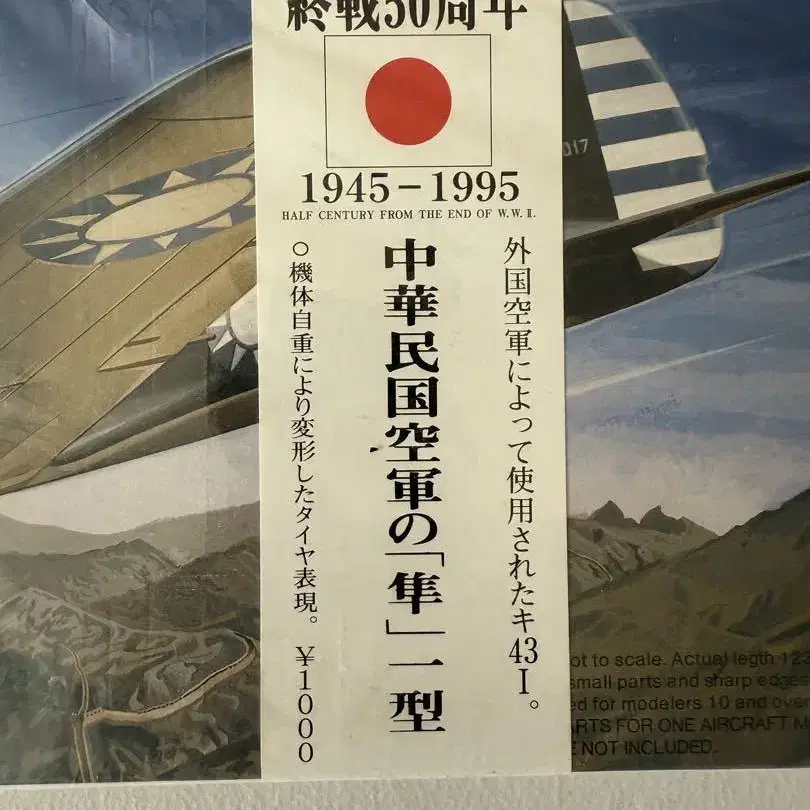 終戦50周年
1945-1995
HALF CENTURY FROM THE END OF W.W.Ⅱ.
外国空軍によって使用されたキ43Ⅰ。
中華民国空軍の「隼」一型
○機体自重により変形したタイヤ表現。 ¥1000
017
ot to scale. Actual legth 123
small parts and sharp edges
ed for modelers 10 and over
ARTS FOR ONE AIRCRAFT M
E NOT INCLUDED.